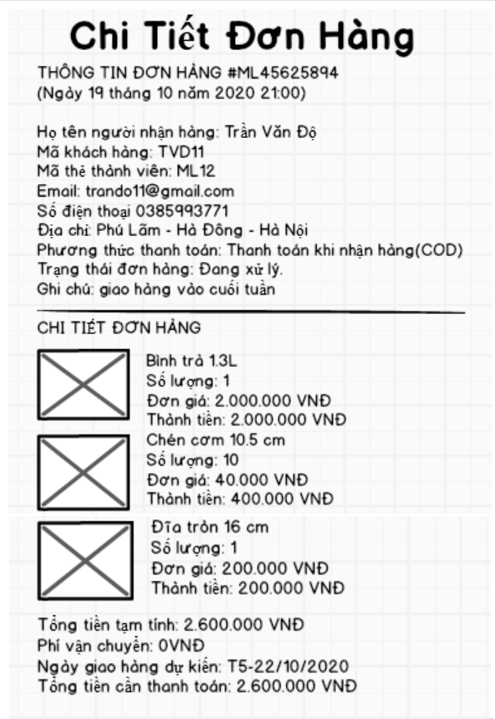 Chi Tiết Đơn Hàng
THÔNG TIN ĐƠN HÀNG #ML45625894
(Ngày 19 tháng 10 năm 2020 21:00)
Họ tên người nhận hàng: Trần Văn Độ
Mã khách hàng: TVD11
Mã thẻ thành viên: ML12
Email: trando11@gmail.com
Số điện thoại 0385993771
Địa chỉ: Phú Lãm - Hà Đông - Hà Nội
Phương thức thanh toán: Thanh toán khi nhận hàng(COD)
Trạng thái đơn hàng: Đang xử lý.
Ghi chú: giao hàng vào cuối tuần
CHI TIẾT ĐƠN HÀNG
Bình trà 1.3L
Số lượng: 1
Đơn giá: 2.000.000 VNĐ
Thành tiền: 2.000.000 VNĐ
Chén cơm 10.5 cm
Số lượng: 10
Đơn giá: 40.000 VNĐ
Thành tiền: 400.000 VNĐ
Đĩa tròn 16 cm
Số lượng: 1
Đơn giá: 200.000 VNĐ
Thành tiền: 200.000 VNĐ
Tổng tiền tạm tính: 2.600.000 VNĐ
Phí vận chuyển: 0VNĐ
Ngày giao hàng dự kiến: T5-22/10/2020
Tổng tiền cần thanh toán: 2.600.000 VNĐ